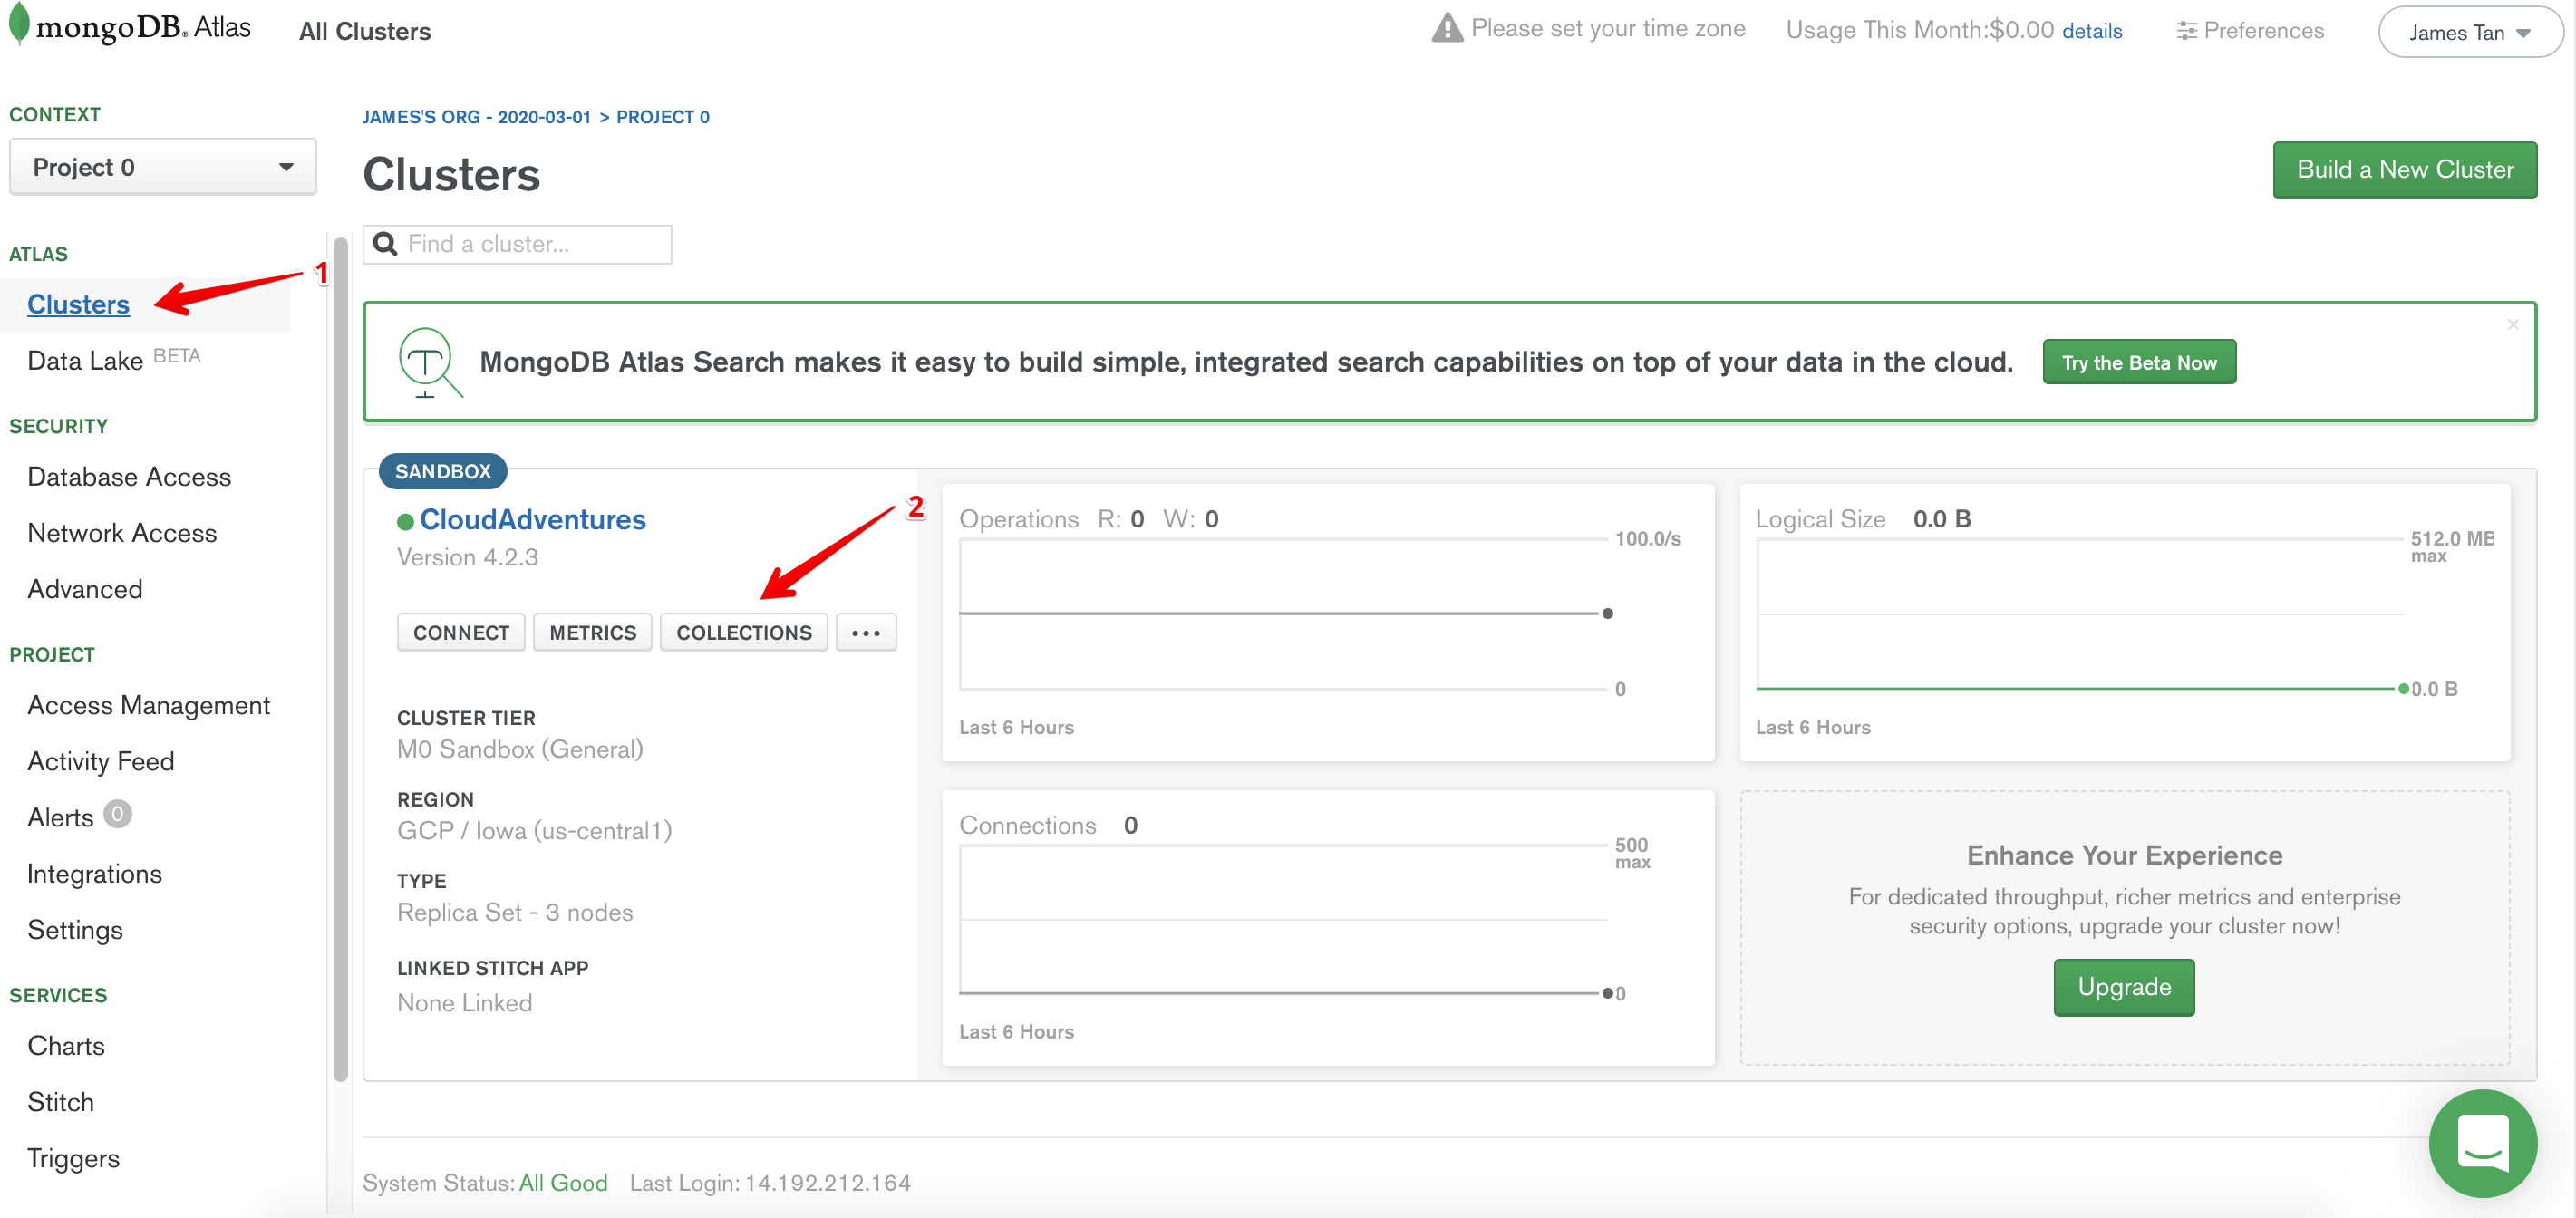 mongoDB. Atlas
All Clusters
Please set your time zone
Usage This Month:$0.00 details
Preferences
James Tan
CONTEXT
Project 0
ATLAS
Clusters
1
Data Lake BETA
SECURITY
Database Access
Network Access
Advanced
PROJECT
Access Management
Activity Feed
Alerts 0
Integrations
Settings
SERVICES
Charts
Stitch
Triggers
JAMES'S ORG - 2020-03-01 > PROJECT 0
Clusters
Build a New Cluster
Find a cluster...
MongoDB Atlas Search makes it easy to build simple, integrated search capabilities on top of your data in the cloud.
Try the Beta Now
SANDBOX
CloudAdventures
Version 4.2.3
2
CONNECT
METRICS
COLLECTIONS
...
CLUSTER TIER
M0 Sandbox (General)
REGION
GCP / Iowa (us-central1)
TYPE
Replica Set - 3 nodes
LINKED STITCH APP
None Linked
Operations R: 0 W: 0
100.0/s
0
Last 6 Hours
Logical Size 0.0 B
512.0 MB
max
0.0 B
Last 6 Hours
Connections 0
500
max
0
Last 6 Hours
Enhance Your Experience
For dedicated throughput, richer metrics and enterprise
security options, upgrade your cluster now!
Upgrade
System Status: All Good Last Login: 14.192.212.164